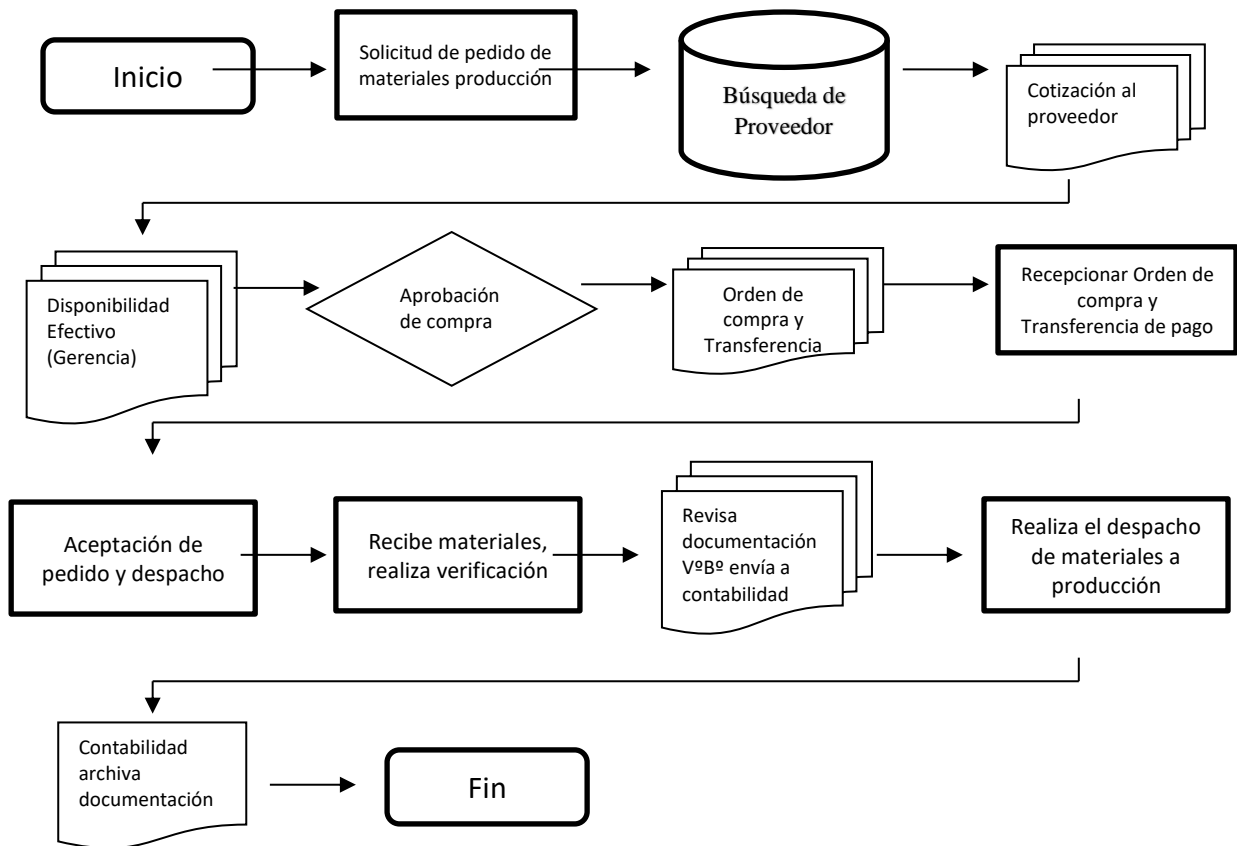 Inicio
Solicitud de pedido de
materiales producción
Búsqueda de
Proveedor
Cotización al
proveedor
Disponibilidad
Efectivo
(Gerencia)
Aprobación
de compra
Orden de
compra y
Transferencia
Recepcionar Orden de
compra y
Transferencia de pago
Aceptación de
pedido y despacho
Recibe materiales,
realiza verificación
Revisa
documentación
VºBº envía a
contabilidad
Realiza el despacho
de materiales a
producción
Contabilidad
archiva
documentación
Fin